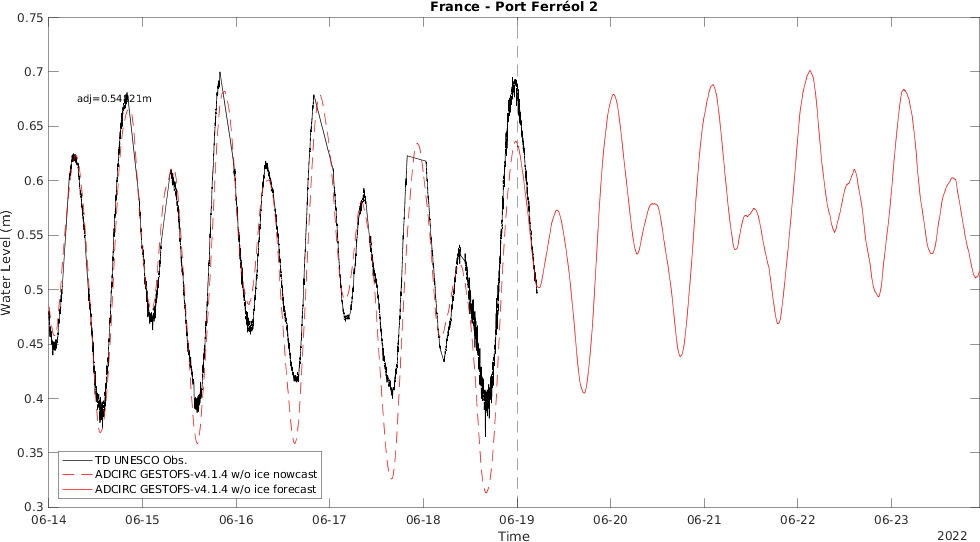 France - Port Ferréol 2
0.75
0.7
0.65
0.6
0.55
0.5
0.45
0.4
0.35
0.3
Water Level (m)
TD UNESCO Obs.
ADCIRC GESTOFS-v4.1.4 w/o ice nowcast
ADCIRC GESTOFS-v4.1.4 w/o ice forecast
06-14 06-15 06-16 06-17 06-18 06-19 06-20 06-21 06-22 06-23
Time
2022